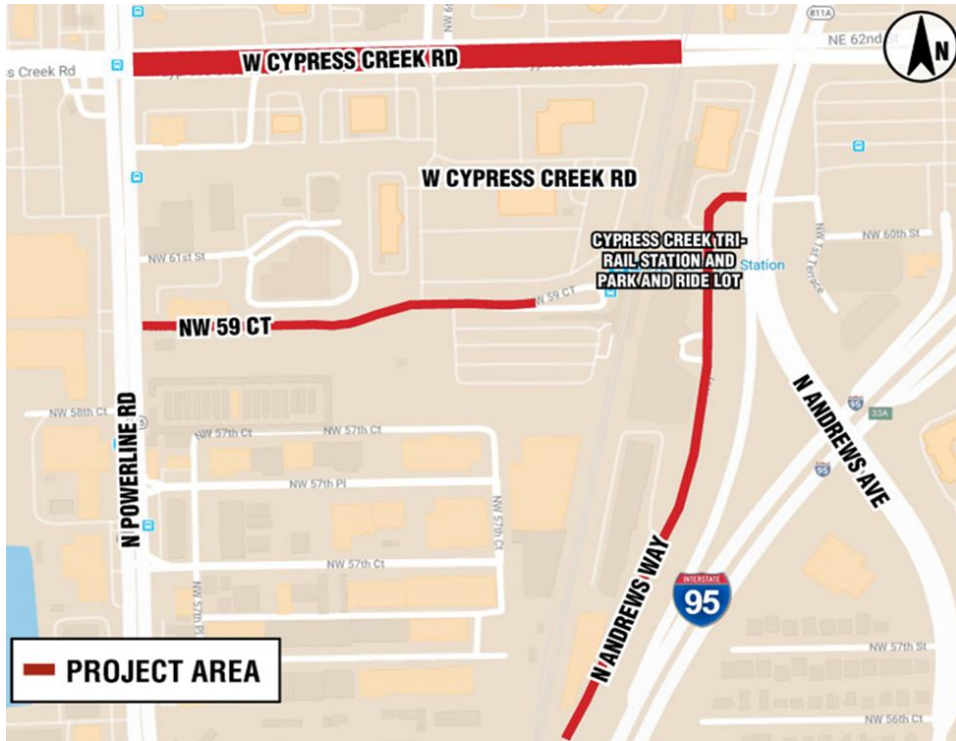 811A
NE 62nd St
N
W CYPRESS CREEK RD
ss Creek Rd
W CYPRESS CREEK RD
CYPRESS CREEK TRI-
RAIL STATION AND
PARK AND RIDE LOT
Station
NW 1st Terrace
NW 60th St
NW 61st St
W 59 CT
NW 59 CT
N POWERLINE RD
NW 58th Ct
NW 57th Ct
NW 57th Ct
NW 57th Pl
NW 57th Ct
NW 57th Ct
NW 57th Pl
N ANDREWS AVE
95
33A
95
INTERSTATE
95
N ANDREWS WAY
NW 57th St
NW 56th Ct
PROJECT AREA